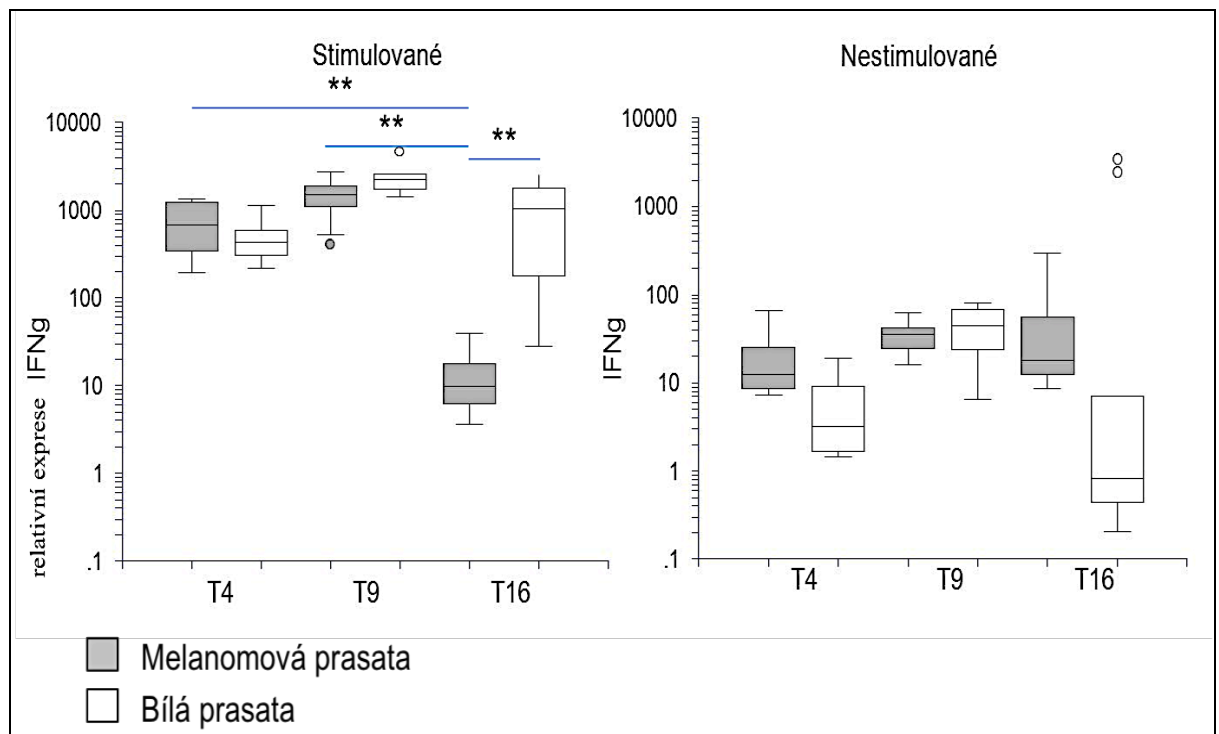 Stimulované
**
**
**
10000
1000
100
10
1
.1
relativní exprese IFNg
T4
T9
T16
Nestimulované
10000
1000
100
10
1
.1
IFNg
T4
T9
T16
Melanomová prasata
Bílá prasata